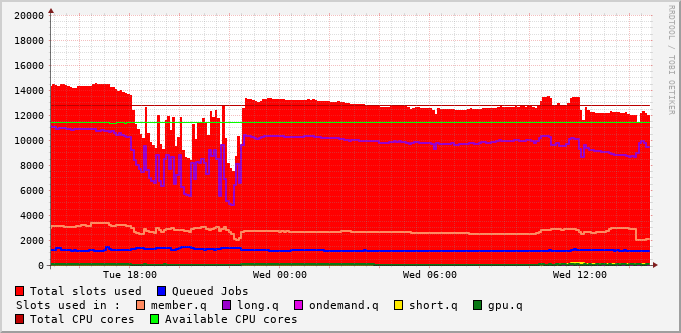 20000
18000
16000
14000
12000
10000
8000
6000
4000
2000
0
Tue 18:00 Wed 00:00 Wed 06:00 Wed 12:00
RRDTOOL / TOBI OETIKER
Total slots used Queued Jobs
Slots used in : member.q long.q ondemand.q short.q gpu.q
Total CPU cores Available CPU cores